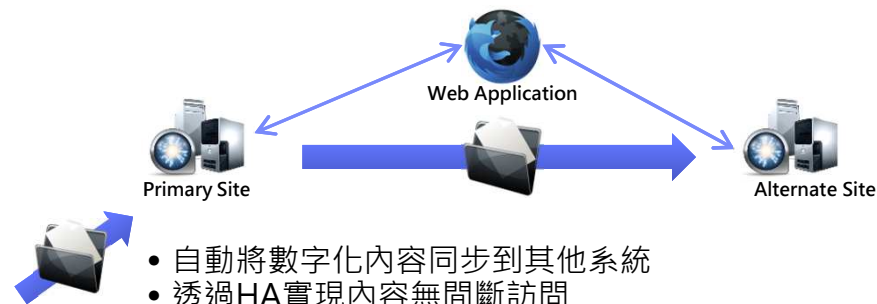 Web Application
Primary Site
Alternate Site
• 自動將數字化內容同步到其他系統
• 透過HA實現內容無間斷訪問